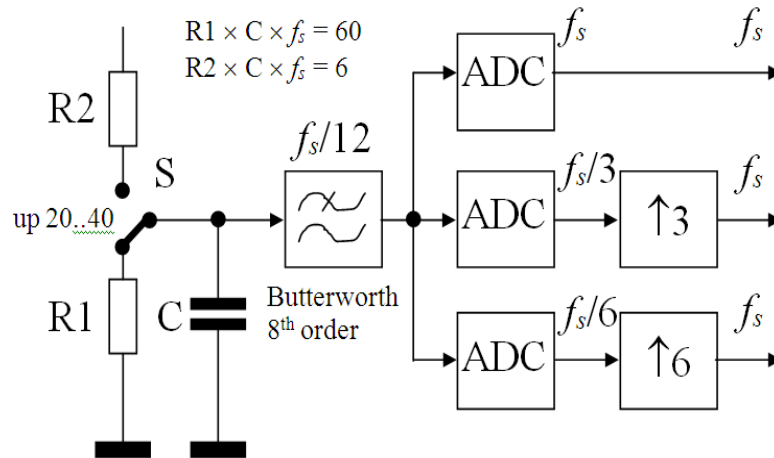 R1 × C × fs = 60
R2 × C × fs = 6
R2
S
up 20..40
R1
C
fs/12
Butterworth
8th order
ADC
fs
fs
ADC
fs/3
↑3
fs
ADC
fs/6
↑6
fs